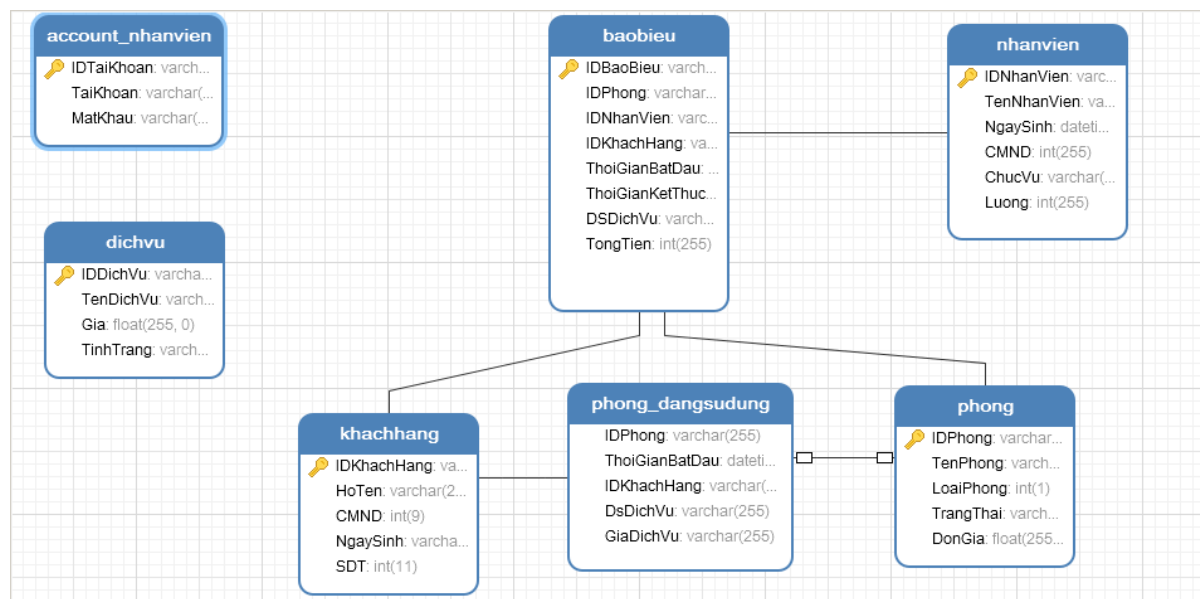 account_nhanvien
IDTaiKhoan: varch...
TaiKhoan: varchar(...
MatKhau: varchar(...
baobieu
IDBaoBieu: varch...
IDPhong: varchar...
IDNhanVien: varc...
IDKhachHang: va...
ThoiGianBatDau: ...
ThoiGianKetThuc...
DSDichVu: varch...
TongTien: int(255)
nhanvien
IDNhanVien: varc...
TenNhanVien: va...
NgaySinh: dateti...
CMND: int(255)
ChucVu: varchar(...
Luong: int(255)
dichvu
IDDichVu: varcha...
TenDichVu: varch...
Gia: float(255, 0)
TinhTrang: varch...
khachhang
IDKhachHang: va...
HoTen: varchar(2...
CMND: int(9)
NgaySinh: varcha...
SDT: int(11)
phong_dangsudung
IDPhong: varchar(255)
ThoiGianBatDau: dateti...
IDKhachHang: varchar(...
DsDichVu: varchar(255)
GiaDichVu: varchar(255)
phong
IDPhong: varchar...
TenPhong: varch...
LoaiPhong: int(1)
TrangThai: varch...
DonGia: float(255...